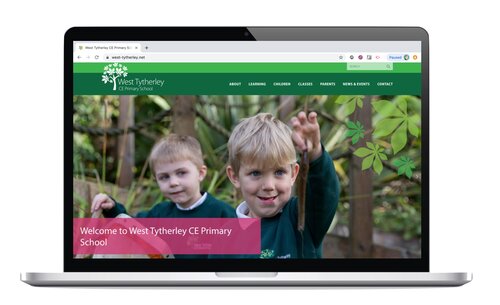 West Tytherley CE Primary S
west-tytherley.net
Paused
SEARCH
West Tytherley
CE Primary School
ABOUT LEARNING CHILDREN CLASSES PARENTS NEWS & EVENTS CONTACT
Welcome to West Tytherley CE Primary
School